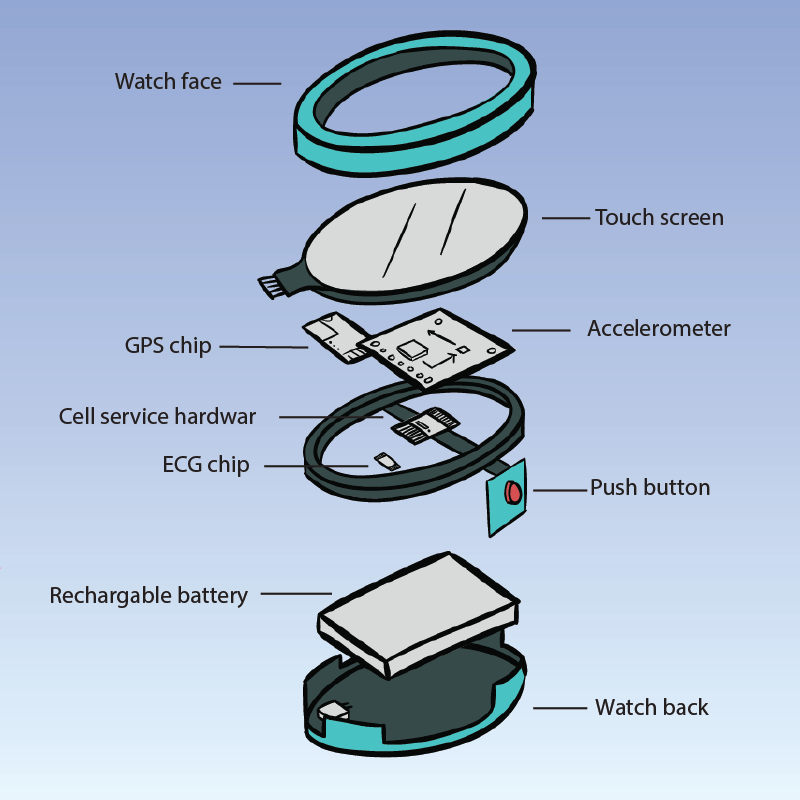 Watch face
Touch screen
Accelerometer
GPS chip
Cell service hardwar
ECG chip
Push button
Rechargable battery
Watch back